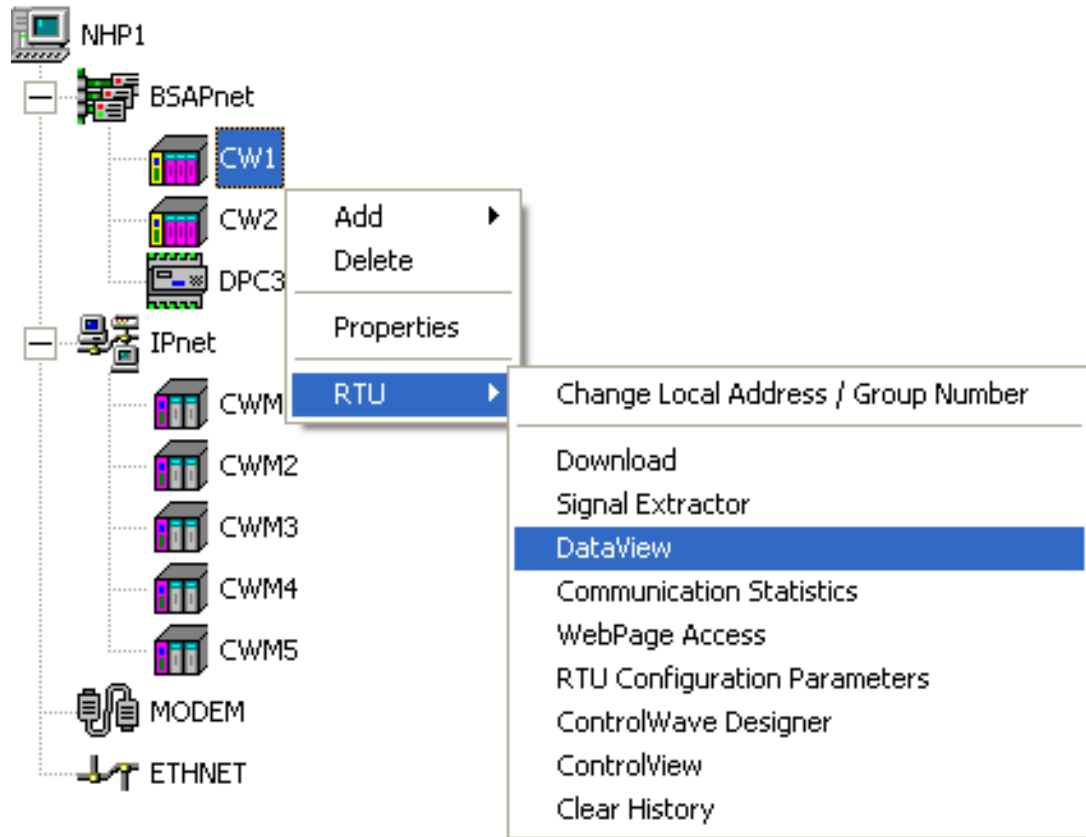 NHP1
BSAPnet
CW1
CW2
DPC3
IPnet
CWM
CWM2
CWM3
CWM4
CWM5
MODEM
ETHNET
Add
Delete
Properties
RTU
Change Local Address / Group Number
Download
Signal Extractor
DataView
Communication Statistics
WebPage Access
RTU Configuration Parameters
ControlWave Designer
ControlView
Clear History